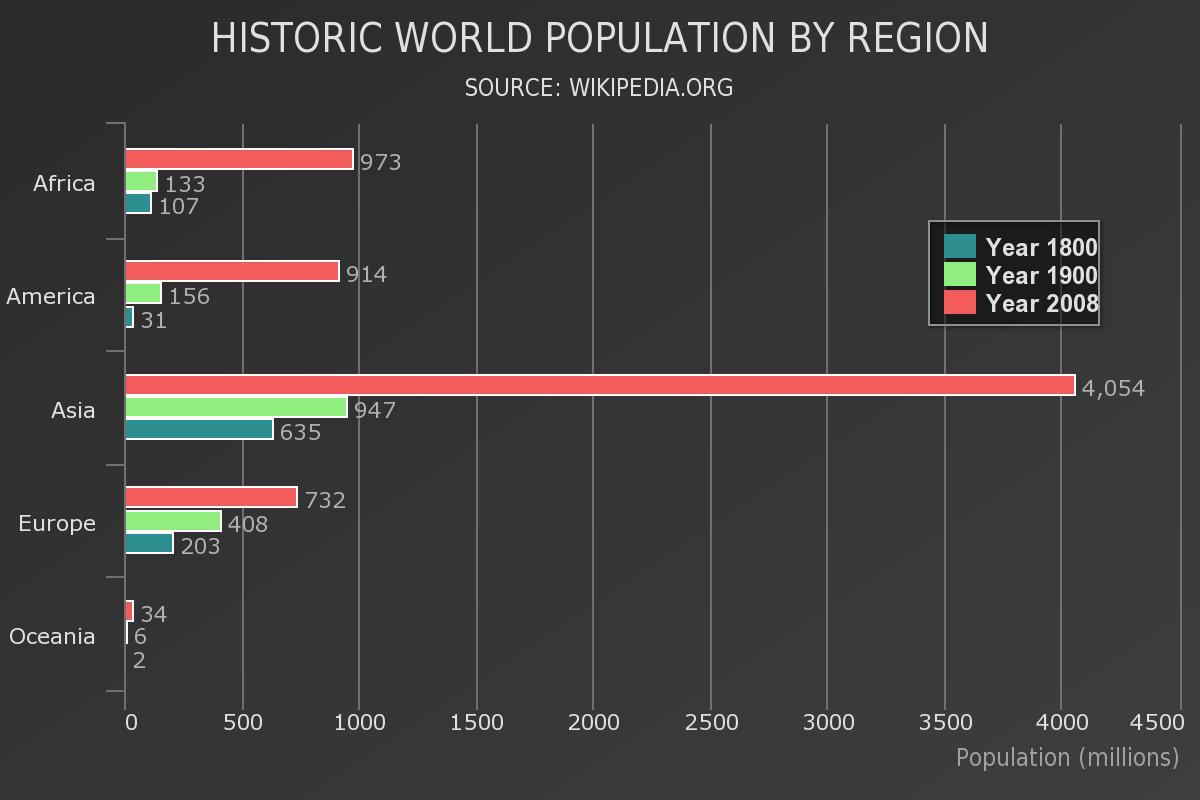 HISTORIC WORLD POPULATION BY REGION
SOURCE: WIKIPEDIA.ORG
Africa
973
133
107
Year 1800
Year 1900
Year 2008
America
914
156
31
Asia
4,054
947
635
Europe
732
408
203
Oceania
34
6
2
0 500 1000 1500 2000 2500 3000 3500 4000 4500
Population (millions)